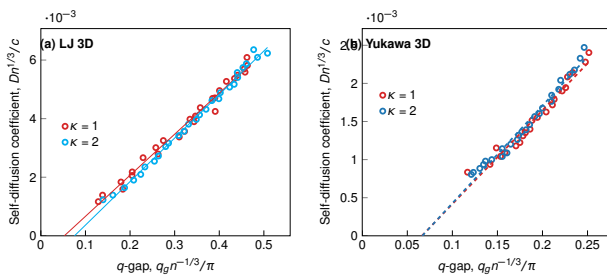 ·10⁻³
(a) LJ 3D
κ = 1
κ = 2
6
4
2
0
0
0.1
0.2
0.3
0.4
0.5
Self-diffusion coefficient, Dn^{1/3}/c
q-gap, q_g n^{-1/3}/π
·10⁻³
(b) Yukawa 3D
κ = 1
κ = 2
2.5
2
1.5
1
0.5
0
0
0.05
0.1
0.15
0.2
0.25
Self-diffusion coefficient, Dn^{1/3}/c
q-gap, q_g n^{-1/3}/π